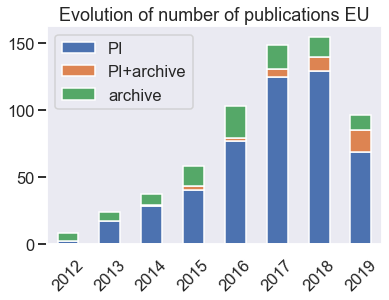 Evolution of number of publications EU
150
100
50
0
PI
PI+archive
archive
2012 2013 2014 2015 2016 2017 2018 2019